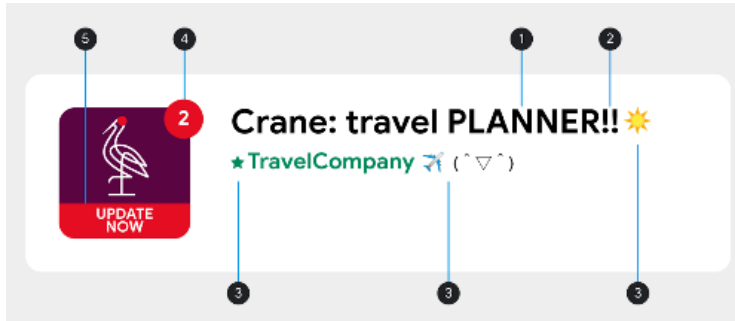 5 4 1 2
2
Crane: travel PLANNER!!☀️
★TravelCompany ✈️ (ˆ▽ˆ)
UPDATE
NOW
3 3 3